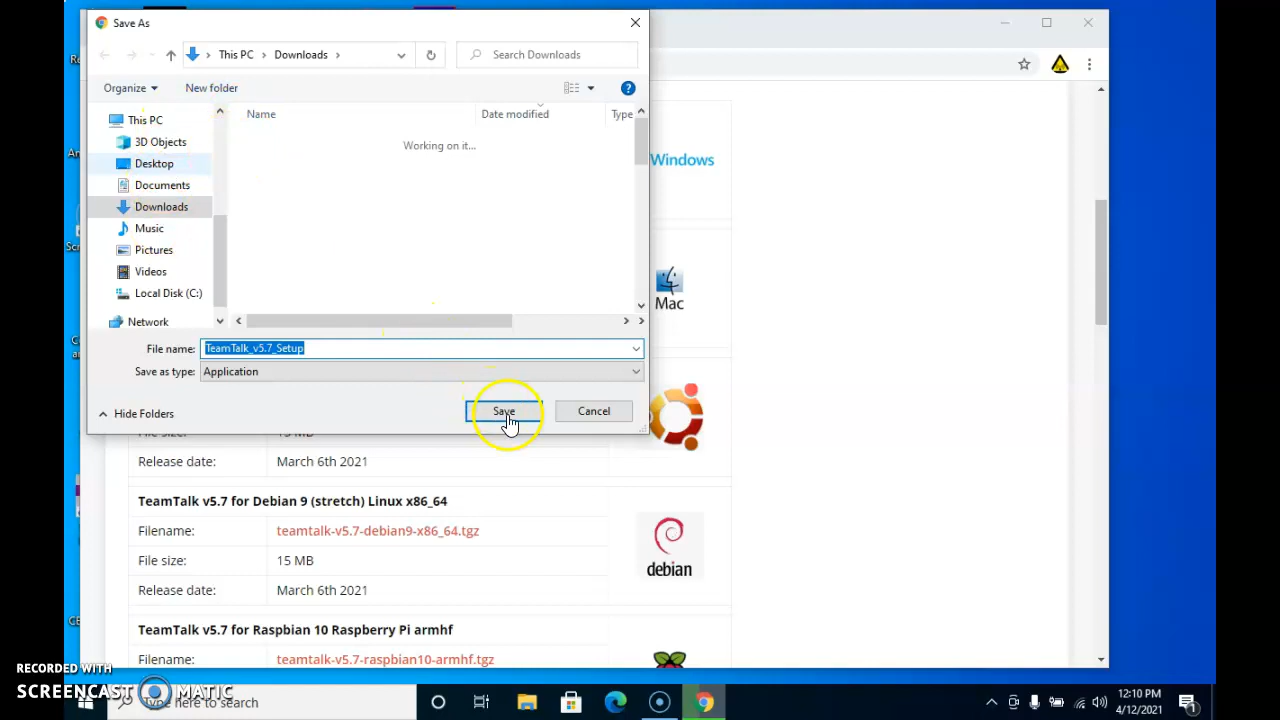 Save As
This PC
Downloads
Search Downloads
Organize
New folder
This PC
3D Objects
Desktop
Documents
Downloads
Music
Pictures
Videos
Local Disk (C:)
Network
Name
Date modified
Type
Working on it...
File name:
TeamTalk_v5.7_Setup
Save as type:
Application
Hide Folders
Save
Cancel
Windows
Mac
Release date:
March 6th 2021
TeamTalk v5.7 for Debian 9 (stretch) Linux x86_64
Filename:
teamtalk-v5.7-debian9-x86_64.tgz
File size:
15 MB
Release date:
March 6th 2021
debian
TeamTalk v5.7 for Raspbian 10 Raspberry Pi armhf
Filename:
teamtalk-v5.7-raspbian10-armhf.tgz
RECORDED WITH
SCREENCAST MATIC
Type here to search
12:10 PM
4/12/2021
1